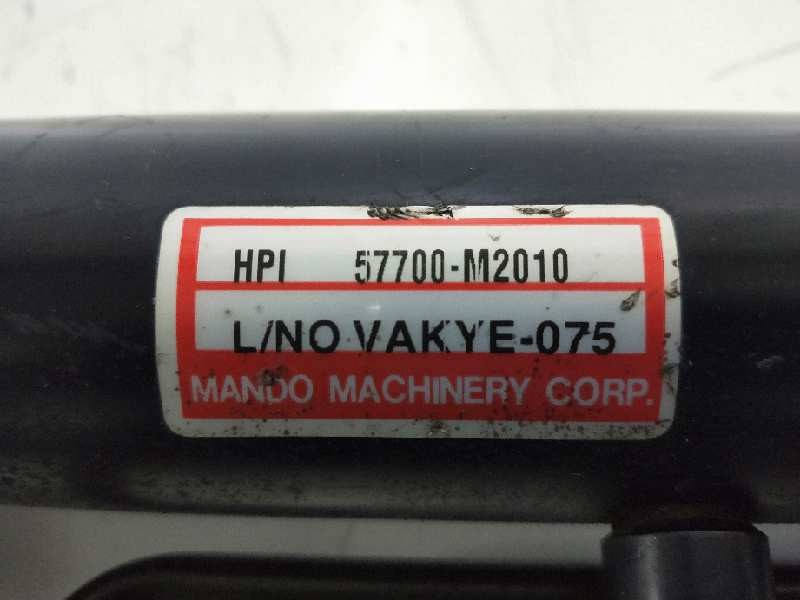 HPI 57700-M2010
L/NO VAKYE-075
MANDO MACHINERY CORP.